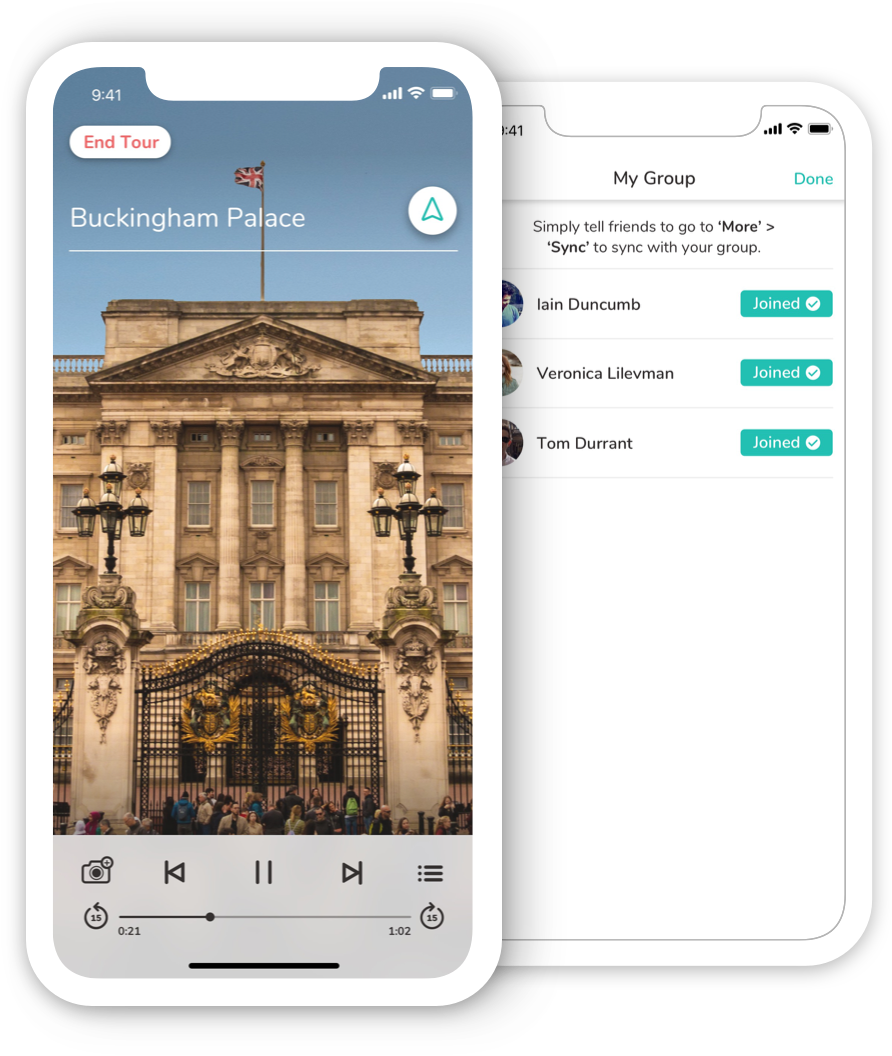 9:41
End Tour
Buckingham Palace
15
15
0:21
1:02
:41
My Group
Done
Simply tell friends to go to ‘More’ >
‘Sync’ to sync with your group.
Iain Duncumb
Joined
Veronica Lilevman
Joined
Tom Durrant
Joined